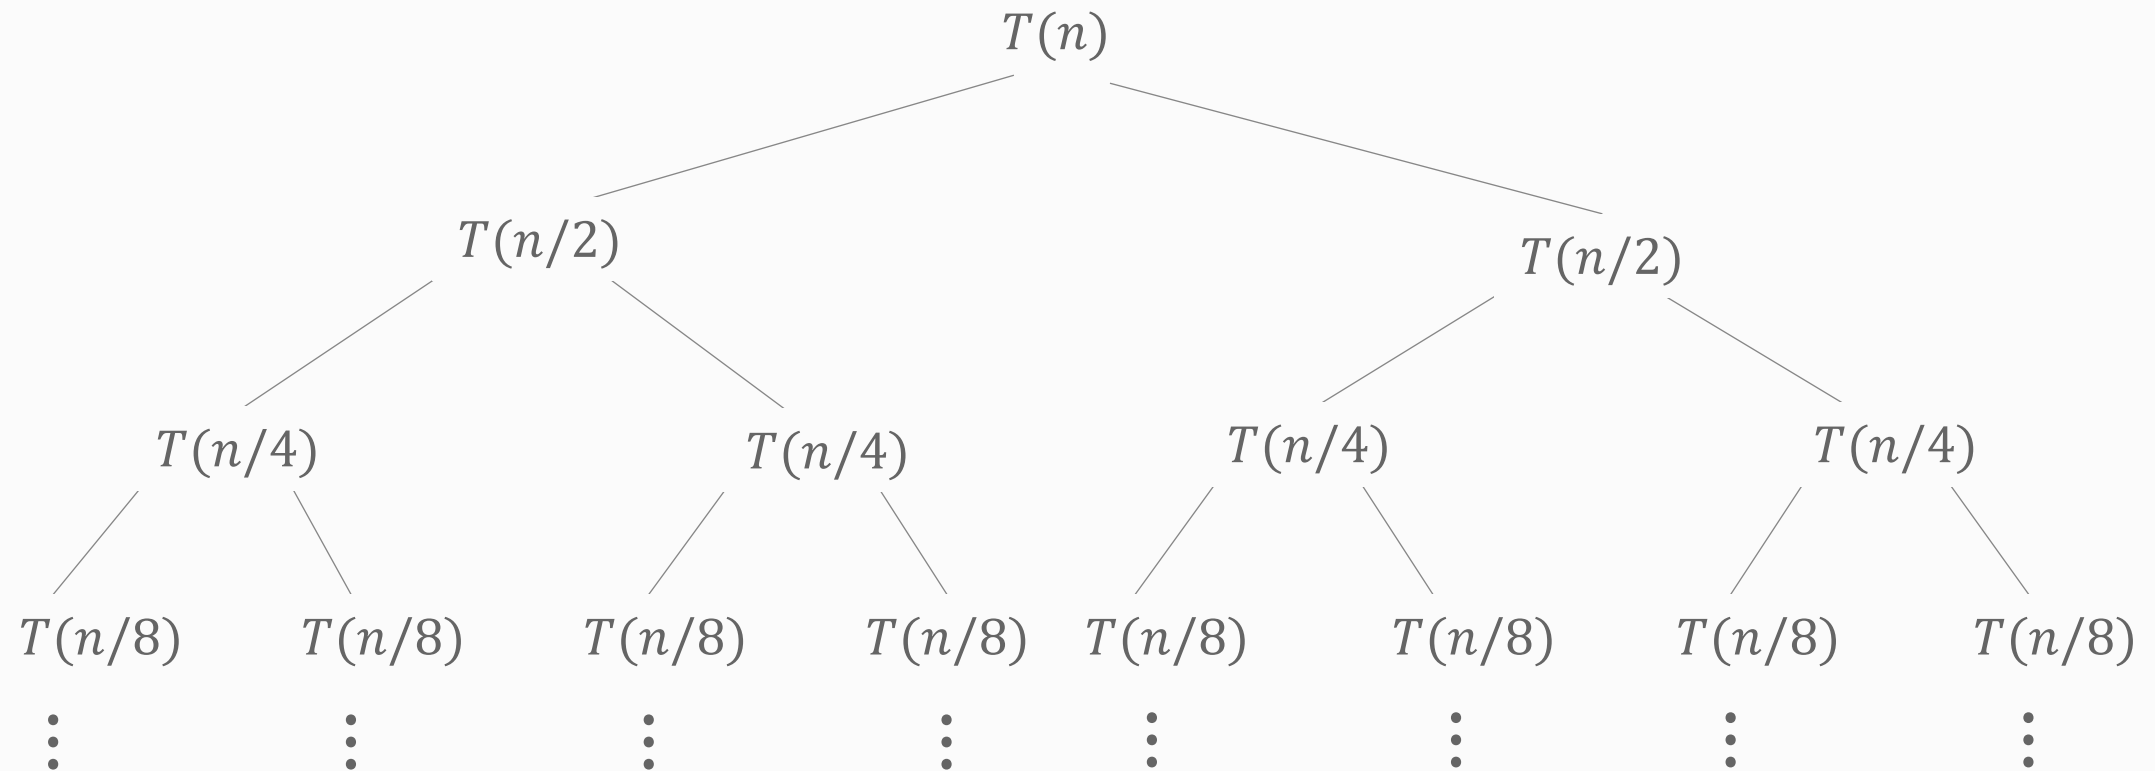 T(n)
T(n/2) T(n/2)
T(n/4) T(n/4) T(n/4) T(n/4)
T(n/8) T(n/8) T(n/8) T(n/8) T(n/8) T(n/8) T(n/8) T(n/8)
⋮ ⋮ ⋮ ⋮ ⋮ ⋮ ⋮ ⋮